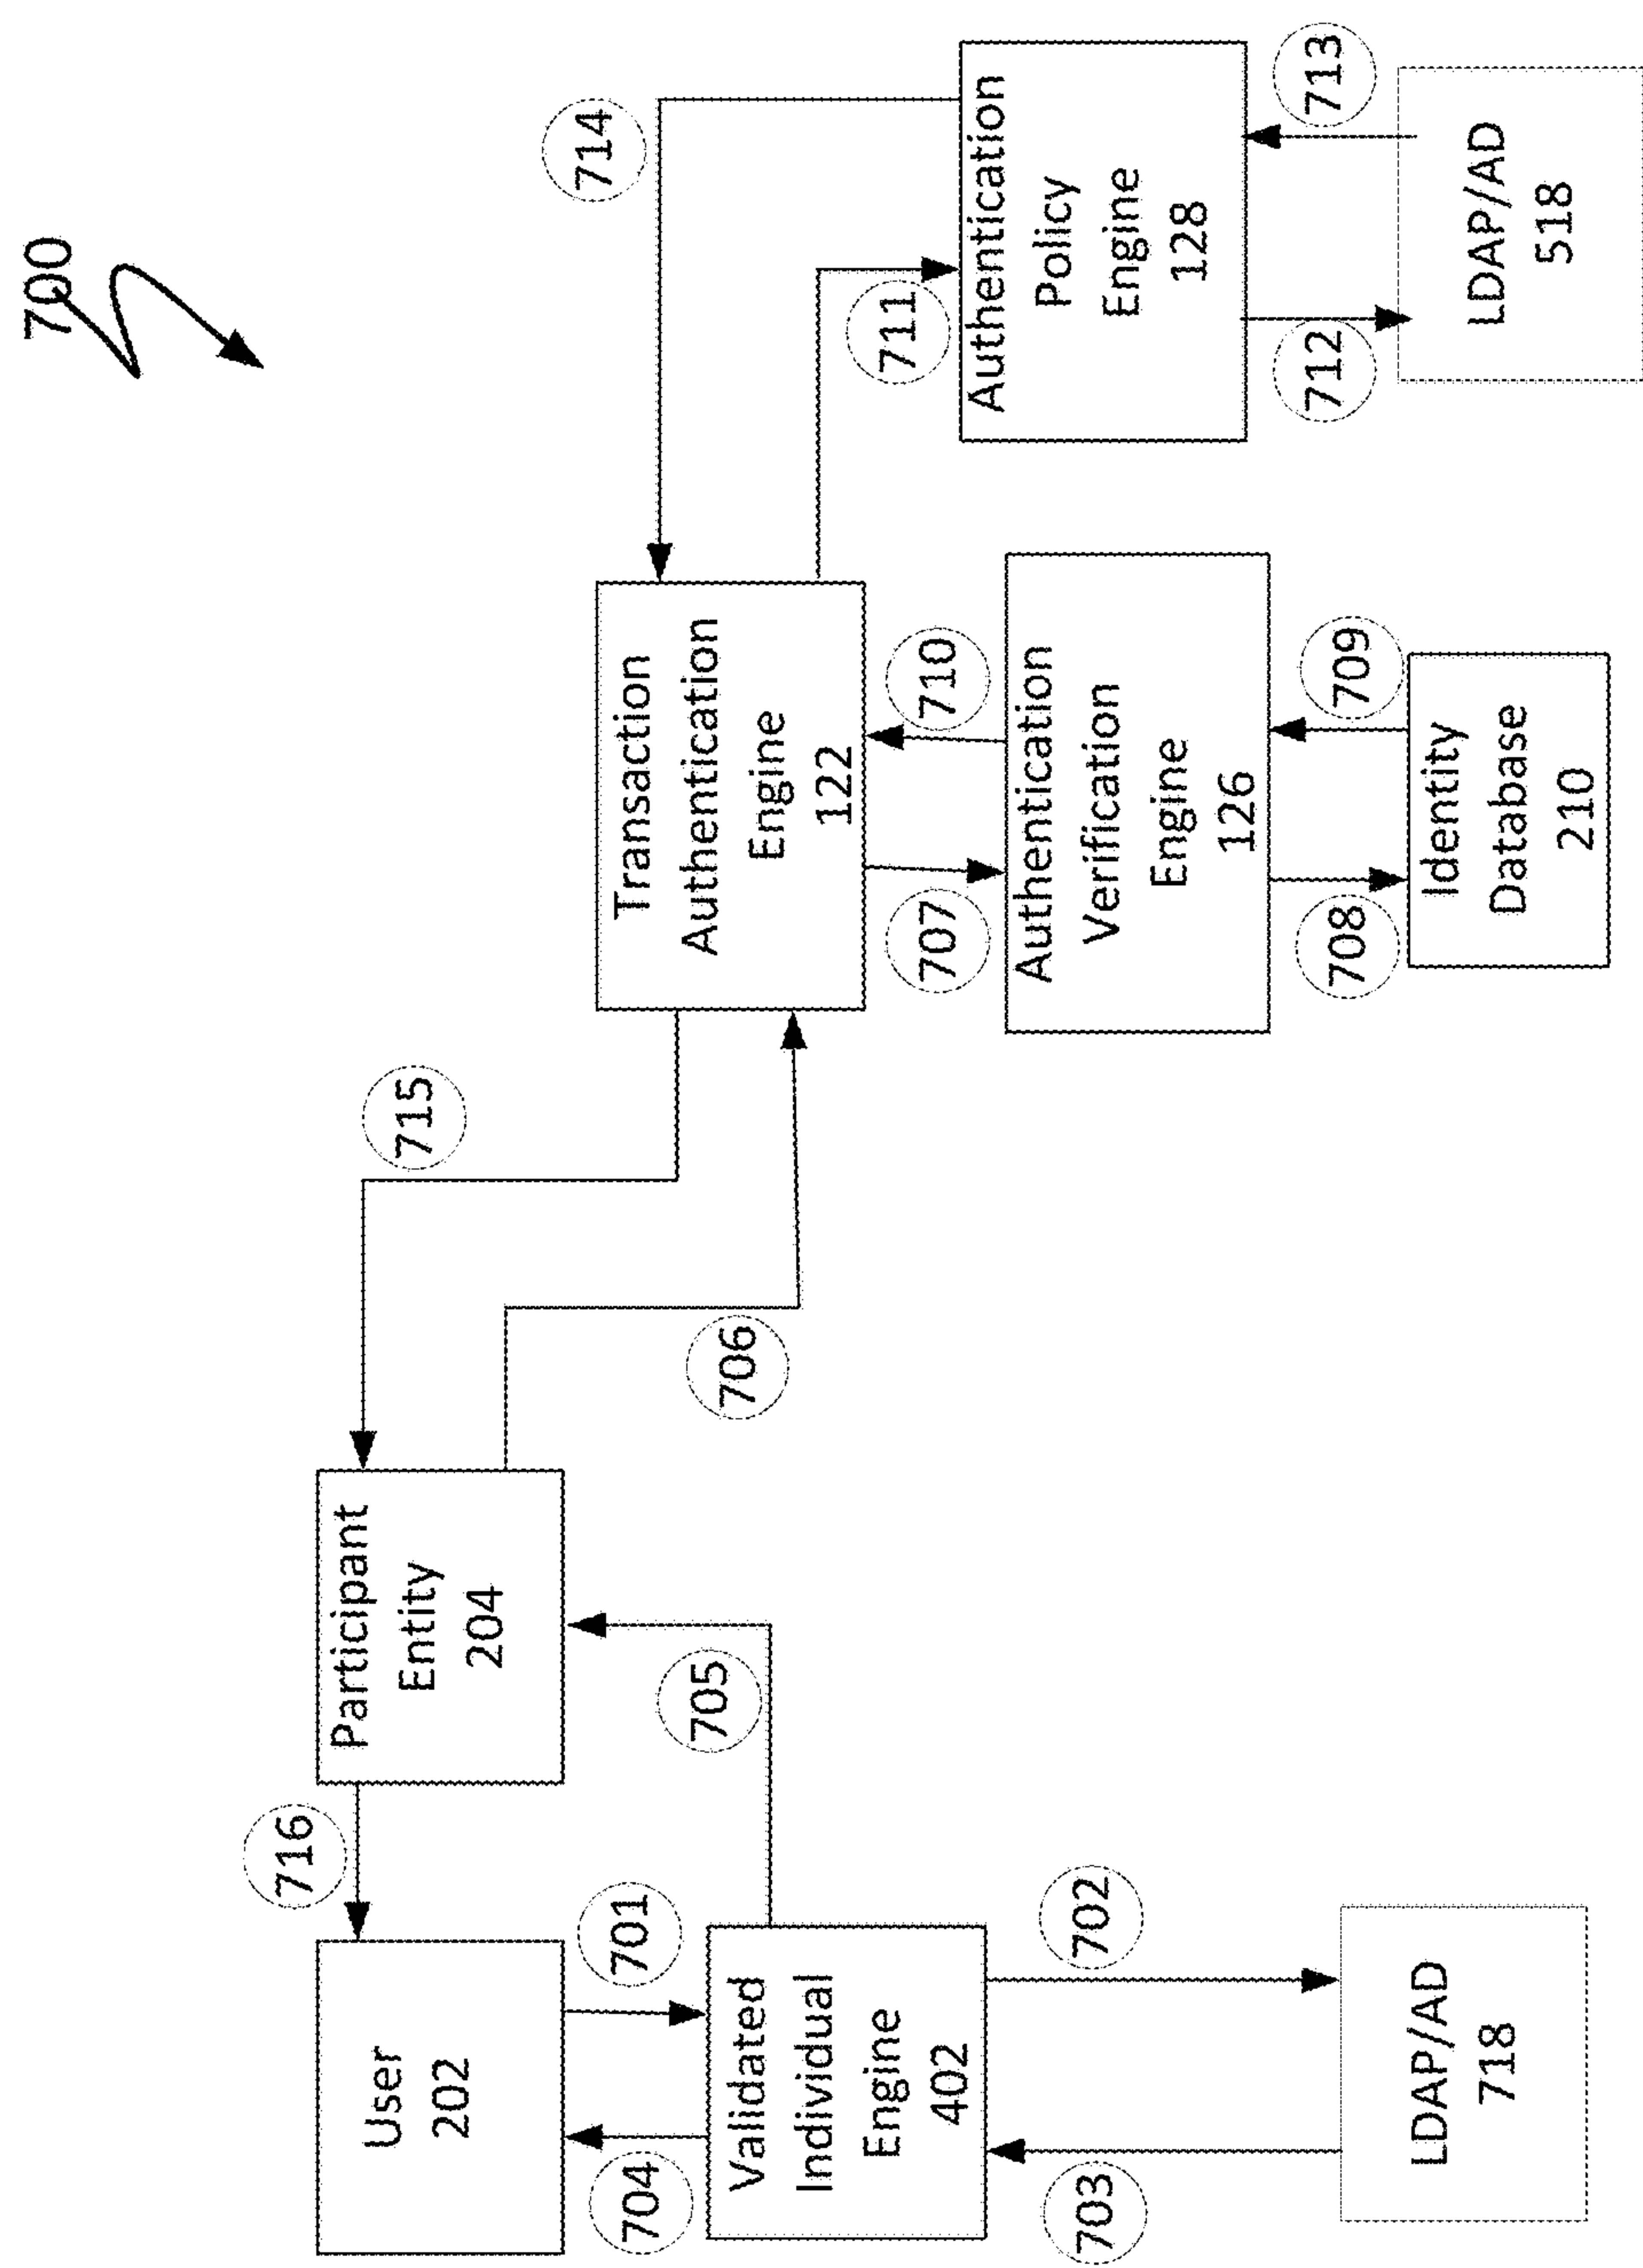 700
User
202
716
Participant
Entity
204
715
714
704
701
705
706
Validated
Individual
Engine
402
Transaction
Authentication
Engine
122
711
703
702
707
710
Authentication
Policy
Engine
128
Authentication
Verification
Engine
126
712
713
LDAP/AD
718
708
709
Identity
Database
210
LDAP/AD
518